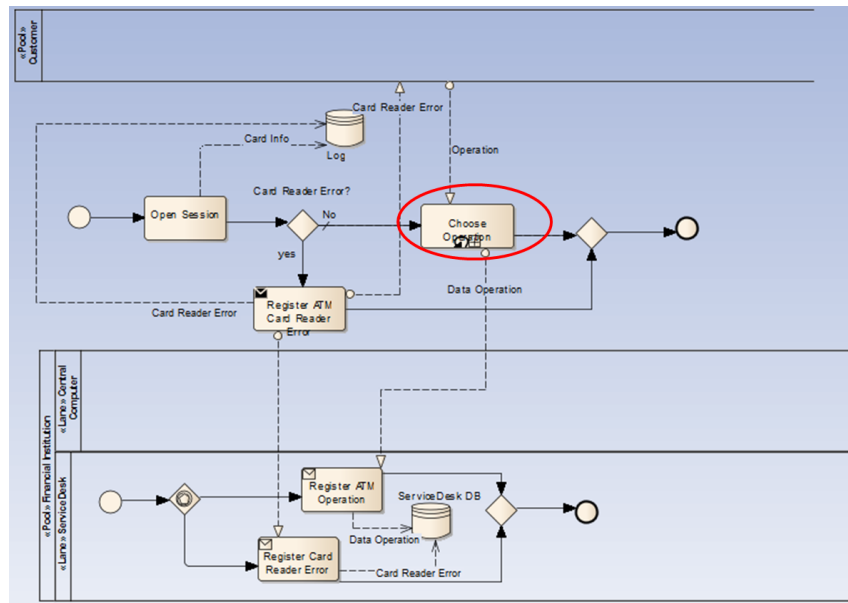 «Pool»
Customer
Card Reader Error
Card Info
Log
Operation
Card Reader Error?
Open Session
No
Choose
Operation
yes
Register ATM
Card Reader
Error
Card Reader Error
Data Operation
«Pool» Financial Institution
«Lane» Central
Computer
«Lane» ServiceDesk
Register ATM
Operation
ServiceDesk DB
Data Operation
Register Card
Reader Error
Card Reader Error